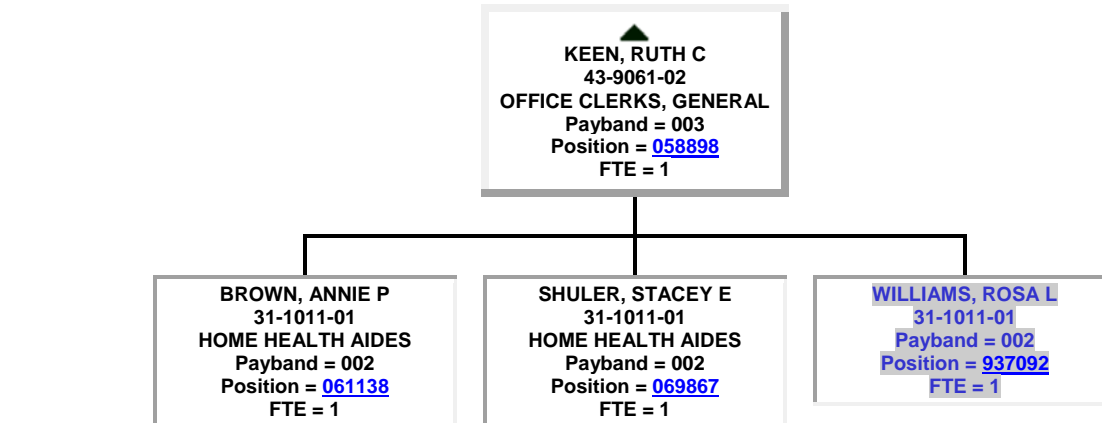 KEEN, RUTH C
43-9061-02
OFFICE CLERKS, GENERAL
Payband = 003
Position = 058898
FTE = 1
BROWN, ANNIE P
31-1011-01
HOME HEALTH AIDES
Payband = 002
Position = 061138
FTE = 1
SHULER, STACEY E
31-1011-01
HOME HEALTH AIDES
Payband = 002
Position = 069867
FTE = 1
WILLIAMS, ROSA L
31-1011-01
Payband = 002
Position = 937092
FTE = 1